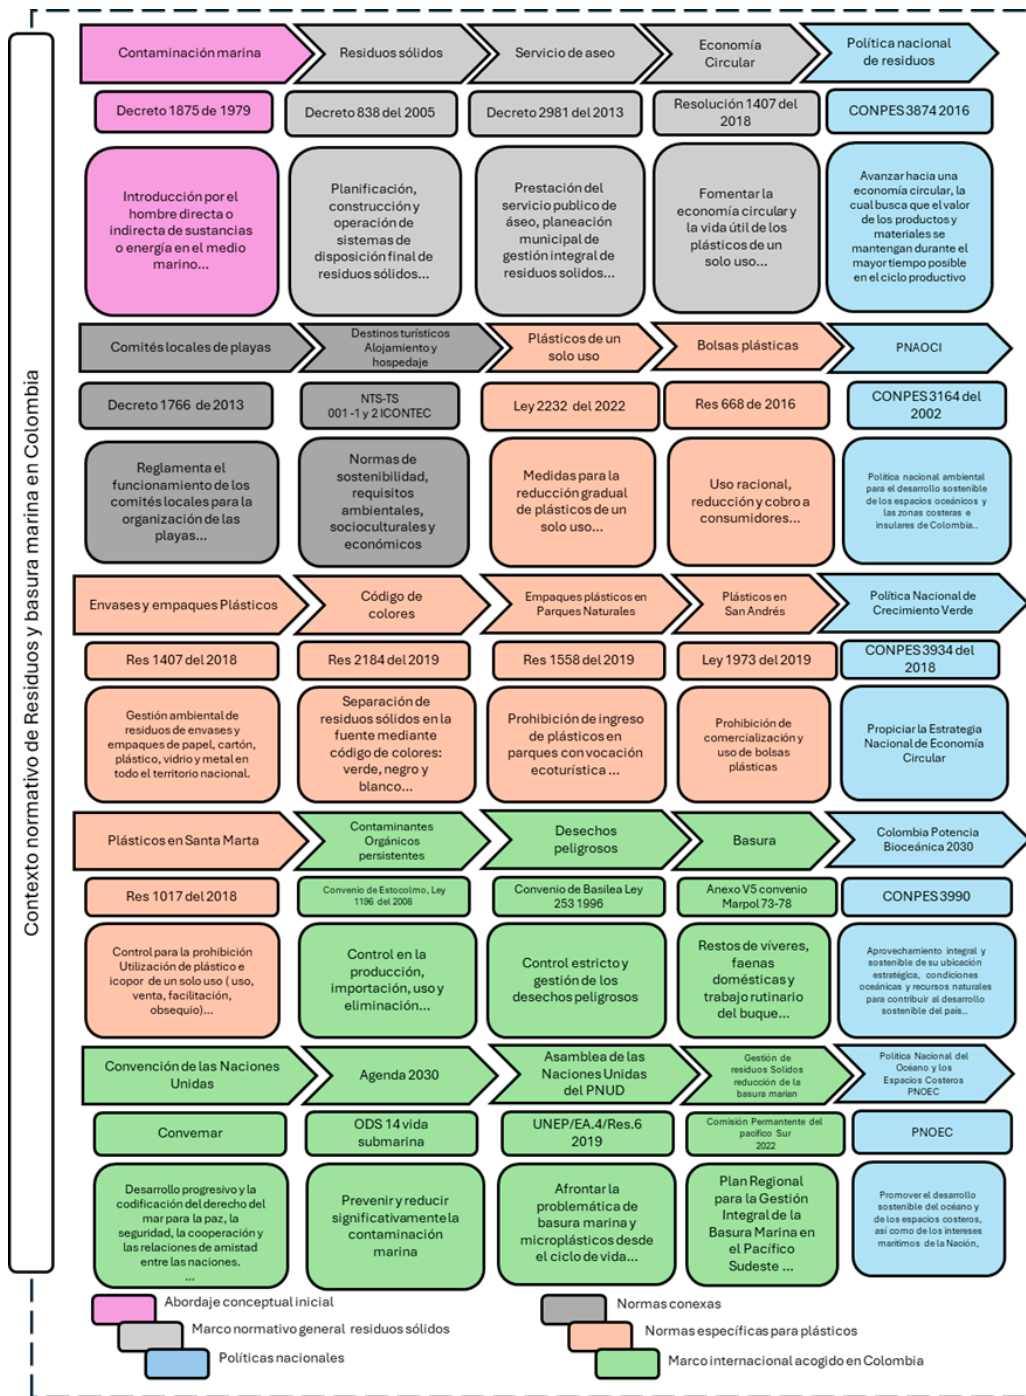 Contexto normativo de Residuos y basura marina en Colombia
Contaminación marina
Residuos sólidos
Servicio de aseo
Economía
Circular
Política nacional
de residuos
Decreto 1875 de 1979
Decreto 838 del 2005
Decreto 2981 del 2013
Resolución 1407 del
2018
CONPES 3874 2016
Introducción por el
hombre directa o
indirecta de sustancias
o energía en el medio
marino...
Planificación,
construcción y
operación de
sistemas de
disposición final de
residuos sólidos...
Prestación del
servicio publico de
áseo, planeación
municipal de
gestión integral de
residuos solidos...
Fomentar la
economía circular y
la vida útil de los
plásticos de un
solo uso...
Avanzar hacia una
economía circular, la
cual busca que el valor
de los productos y
materiales se
mantengan durante el
mayor tiempo posible
en el ciclo productivo
Comités locales de playas
Destinos turísticos
Alojamiento y
hospedaje
Plásticos de un
solo uso
Bolsas plásticas
PNAOCI
Decreto 1766 de 2013
NTS-TS
001 -1 y 2 ICONTEC
Ley 2232 del 2022
Res 668 de 2016
CONPES 3164 del
2002
Reglamenta el
funcionamiento de los
comités locales para la
organización de las
playas...
Normas de
sostenibilidad,
requisitos
ambientales,
socioculturales y
económicos
Medidas para la
reducción gradual
de plásticos de un
solo uso...
Uso racional,
reducción y cobro a
consumidores...
Politica nacional ambiental
para el desarrollo sostenible
de los espacios oceánicos y
las zonas costeras e
insulares de Colombia..
Envases y empaques Plásticos
Código de
colores
Empaques plásticos en
Parques Naturales
Plásticos en
San Andrés
Política Nacional de
Crecimiento Verde
Res 1407 del 2018
Res 2184 del 2019
Res 1558 del 2019
Ley 1973 del 2019
CONPES 3934 del
2018
Gestión ambiental de
residuos de envases y
empaques de papel, cartón,
plástico, vidrio y metal en
todo el territorio nacional.
Separación de
residuos sólidos en la
fuente mediante
código de colores:
verde, negro y
blanco...
Prohibición de
ingreso de
plásticos en
parques con vocación
ecoturística ...
Prohibición de
comercialización y
uso de bolsas
plásticas
Propiciar la Estrategia
Nacional de Economía
Circular
Plásticos en Santa Marta
Contaminantes
Orgánicos
persistentes
Desechos
peligrosos
Basura
Colombia Potencia
Bioceánica 2030
Res 1017 del 2018
Convenio de Estocolmo, Ley
1196 del 2008
Convenio de Basilea Ley
253 1996
Anexo V5 convenio
Marpol 73-78
CONPES 3990
Control para la prohibición
Utilización de plástico e
icopor de un solo uso ( uso,
venta, facilitación,
obsequio)...
Control en la
producción,
importación, uso y
eliminación...
Control estricto y
gestión de los
desechos peligrosos
Restos de víveres,
faenas
domésticas y
trabajo rutinario
del buque...
Aprovechamiento integral y
sostenible de su ubicación
estratégica, condiciones
oceánicas y recursos naturales
para contribuir al desarrollo
sostenible del país...
Convención de las Naciones
Unidas
Agenda 2030
Asamblea de las
Naciones Unidas
del PNUD
Gestión de
residuos Solidos
reducción de la
basura marian
Política Nacional del
Océano y los
Espacios Costeros
PNOEC
Convemar
ODS 14 vida
submarina
UNEP/EA.4/Res.6
2019
Comisión Permantente del
pacífico Sur
2022
PNOEC
Desarrollo progresivo y la
codificación del derecho del
mar para la paz, la
seguridad, la cooperación y
las relaciones de amistad
entre las naciones.
...
Prevenir y reducir
significativamente la
contaminación
marina
Afrontar la
problemática de
basura marina y
microplásticos desde
el ciclo de vida...
Plan Regional
para la Gestión
Integral de la
Basura Marina en
el Pacífico
Sudeste ...
Promover el desarrollo
sostenible del océano y
de los espacios costeros,
así como de los intereses
marítimos de la Nación,
Abordaje conceptual inicial
Marco normativo general residuos sólidos
Políticas nacionales
Normas conexas
Normas específicas para plásticos
Marco internacional acogido en Colombia